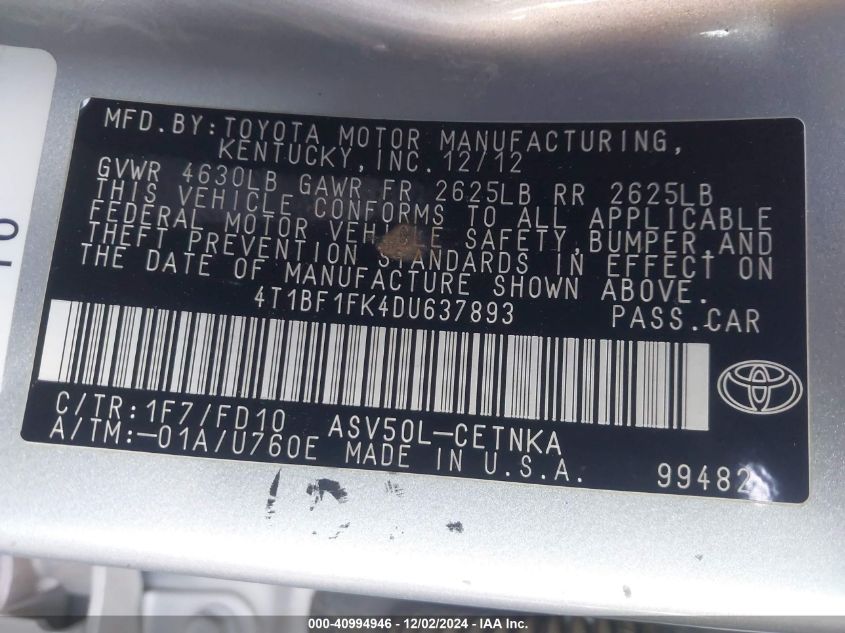 MFD.BY:TOYOTA MOTOR MANUFACTURING,
KENTUCKY,INC. 12/12
GVWR 4630LB GAWR FR 2625LB RR 2625LB
THIS VEHICLE CONFORMS TO ALL APPLICABLE
FEDERAL MOTOR VEHICLE SAFETY,BUMPER,AND
THEFT PREVENTION STANDARDS IN EFFECT ON
THE DATE OF MANUFACTURE SHOWN ABOVE.
4T1BF1FK4DU637893 PASS.CAR
C/TR:1F7/FD10 ASV50L-CETNKA
A/TM:-01A/U760E MADE IN U.S.A.
99482
000-40994946 - 12/02/2024 - IAA Inc.